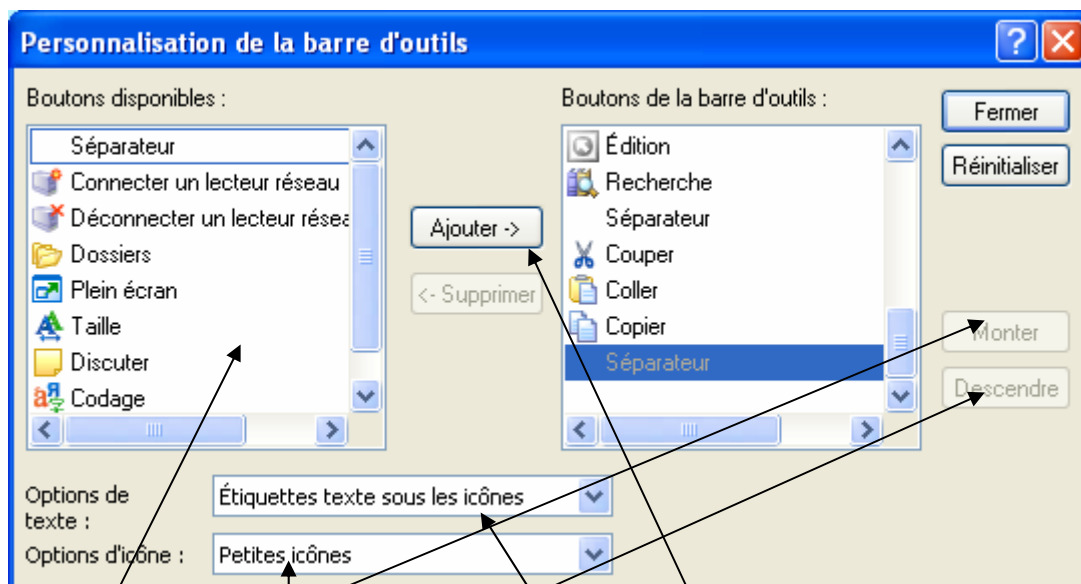 Personnalisation de la barre d'outils
Boutons disponibles :
Séparateur
Connecter un lecteur réseau
Déconnecter un lecteur résea
Dossiers
Plein écran
Taille
Discuter
Codage
Ajouter ->
<- Supprimer
Boutons de la barre d'outils :
Édition
Recherche
Séparateur
Couper
Coller
Copier
Séparateur
Fermer
Réinitialiser
Monter
Descendre
Options de
texte :
Étiquettes texte sous les icônes
Options d'icône :
Petites icônes